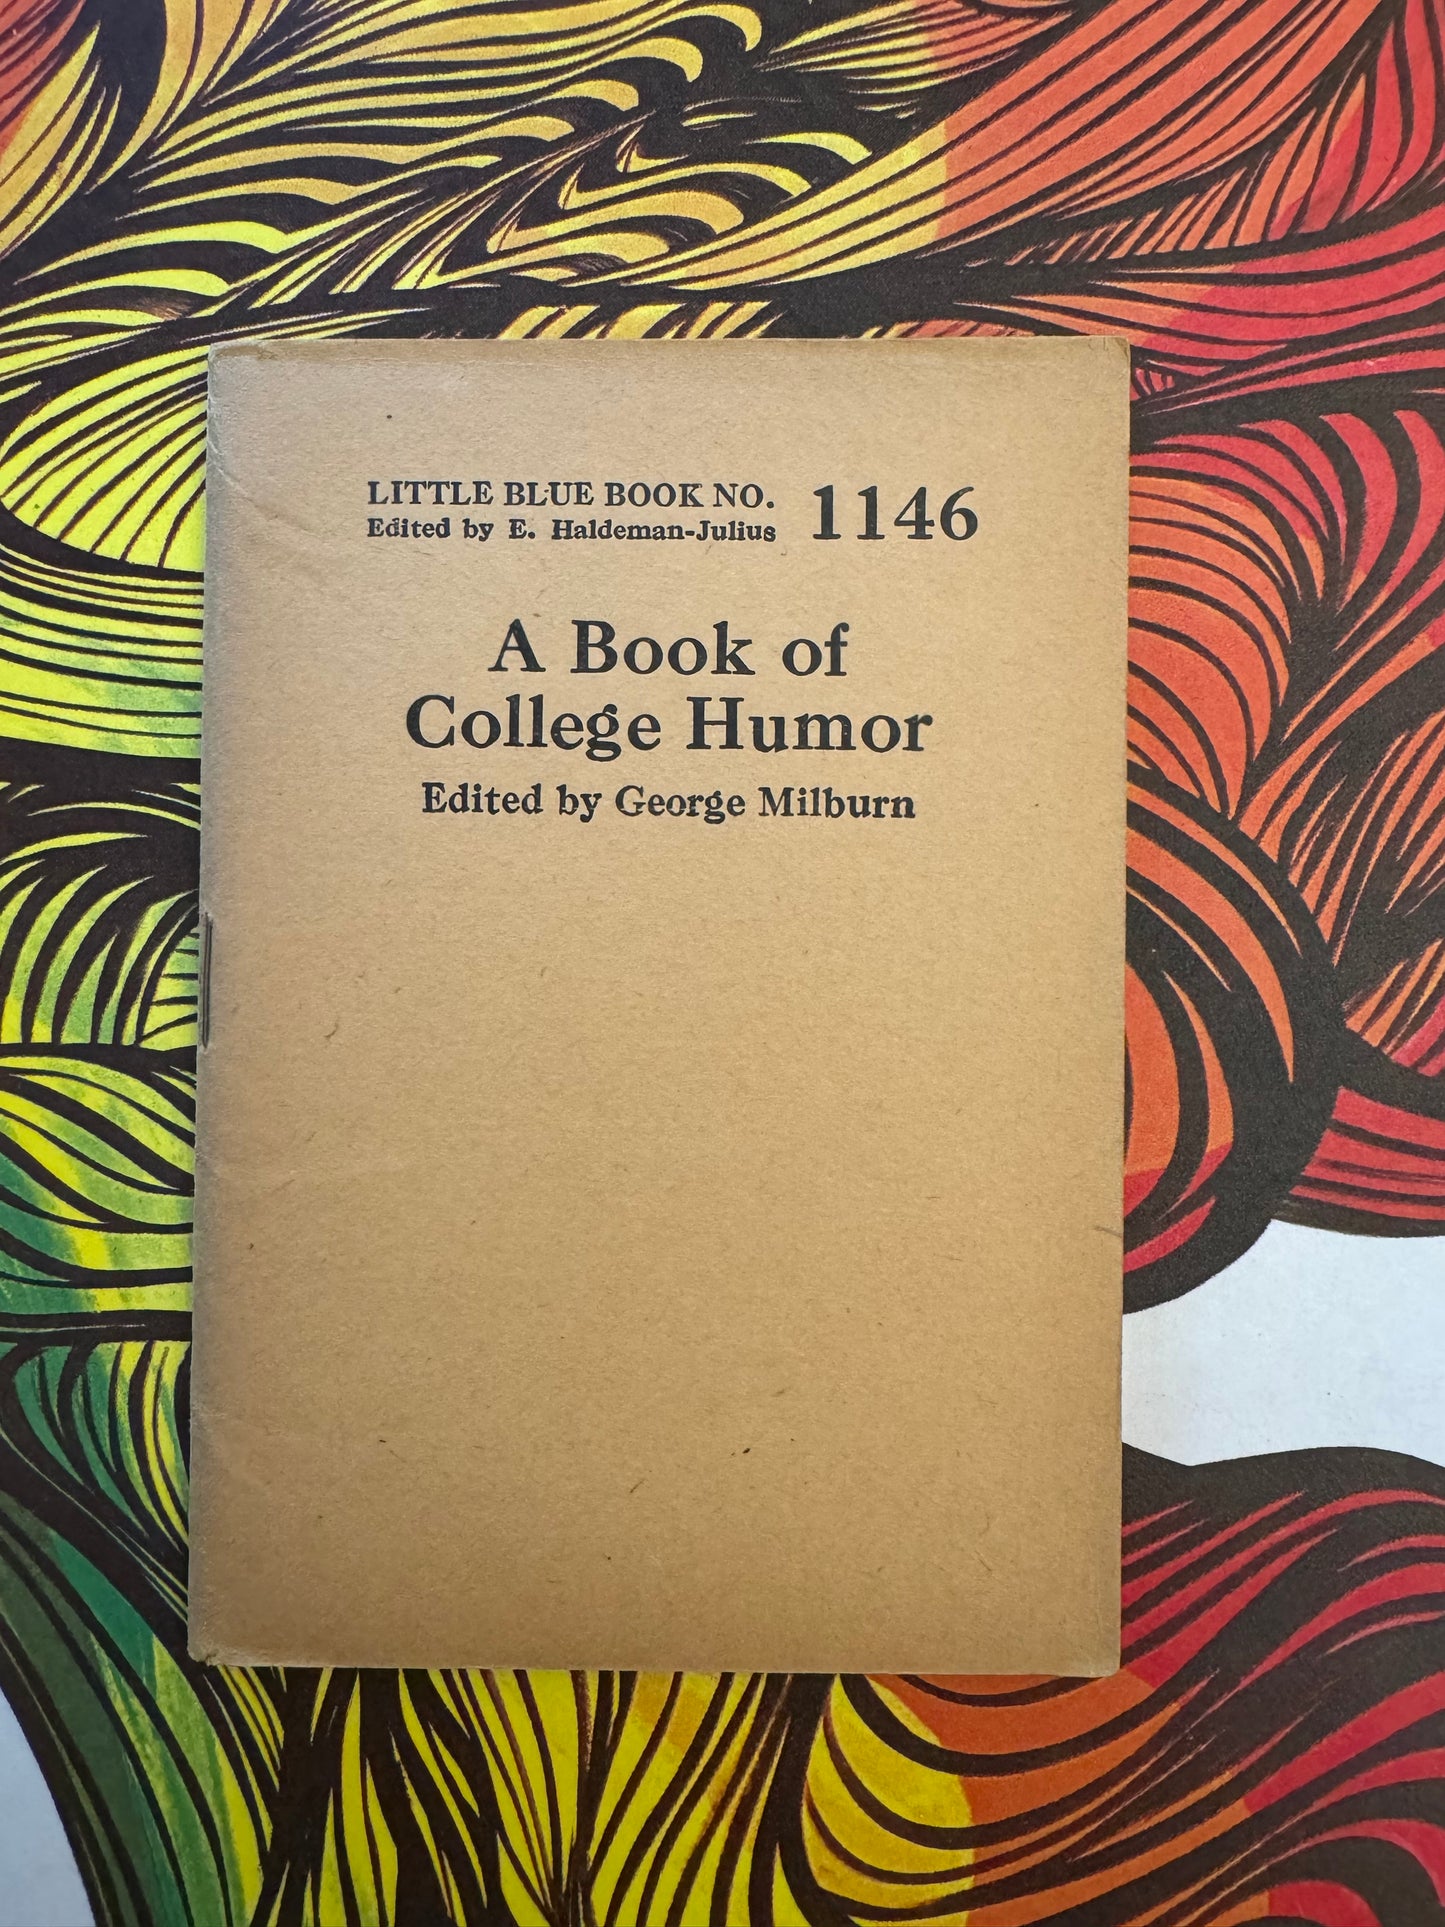 LITTLE BLUE BOOK NO. 1146
Edited by E. Haldeman-Julius
A Book of
College Humor
Edited by George Milburn